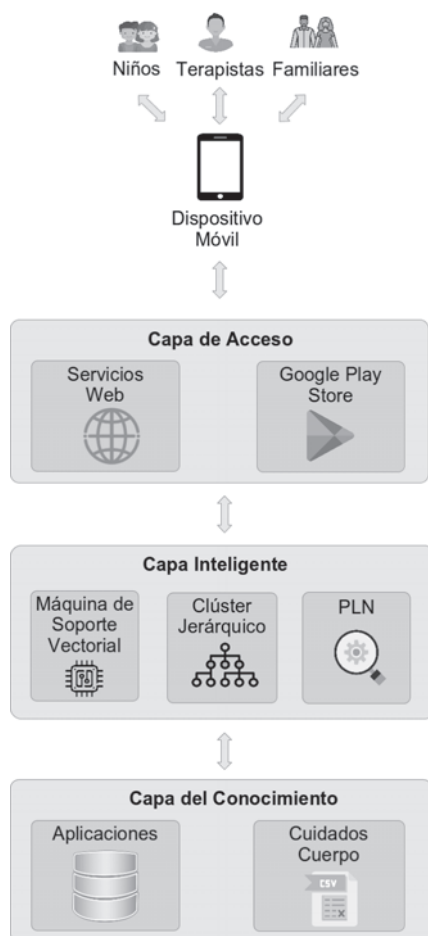 Niños Terapistas Familiares
Dispositivo
Móvil
Capa de Acceso
Servicios
Web
Google Play
Store
Capa Inteligente
Máquina de
Soporte
Vectorial
Clúster
Jerárquico
PLN
Capa del Conocimiento
Aplicaciones
Cuidados
Cuerpo
CSV